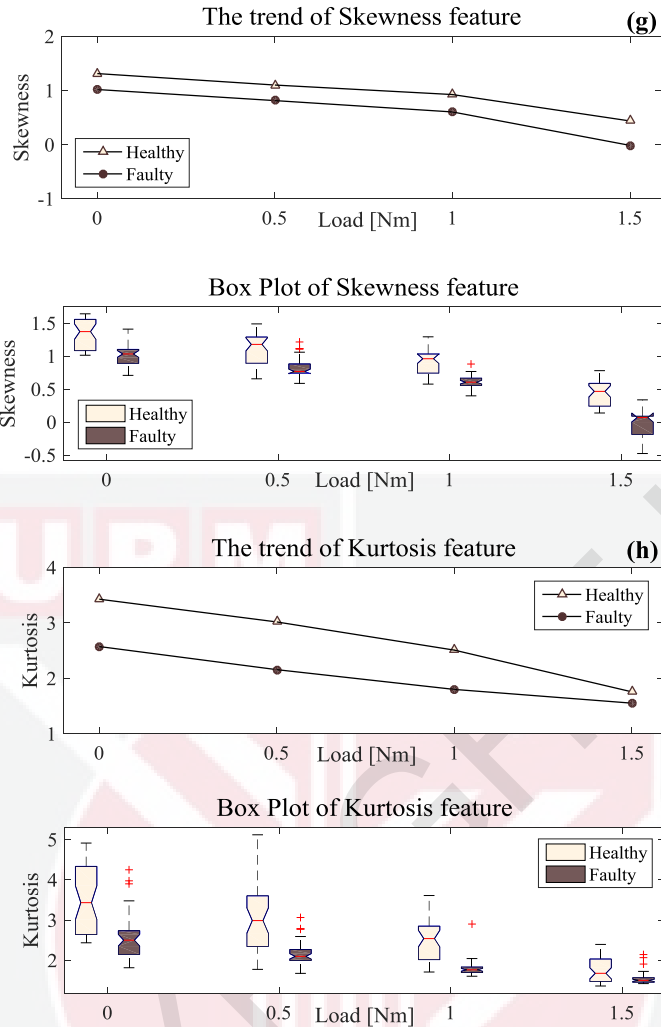 The trend of Skewness feature (g)
2
1
0
-1
Skewness
Healthy
Faulty
0 0.5 1 1.5
Load [Nm]
Box Plot of Skewness feature
1.5
1
0.5
0
-0.5
Skewness
Healthy
Faulty
0 0.5 1 1.5
Load [Nm]
UPM
The trend of Kurtosis feature (h)
4
3
2
1
Kurtosis
Healthy
Faulty
0 0.5 1 1.5
Load [Nm]
Box Plot of Kurtosis feature
5
4
3
2
Kurtosis
Healthy
Faulty
0 0.5 1 1.5
Load [Nm]